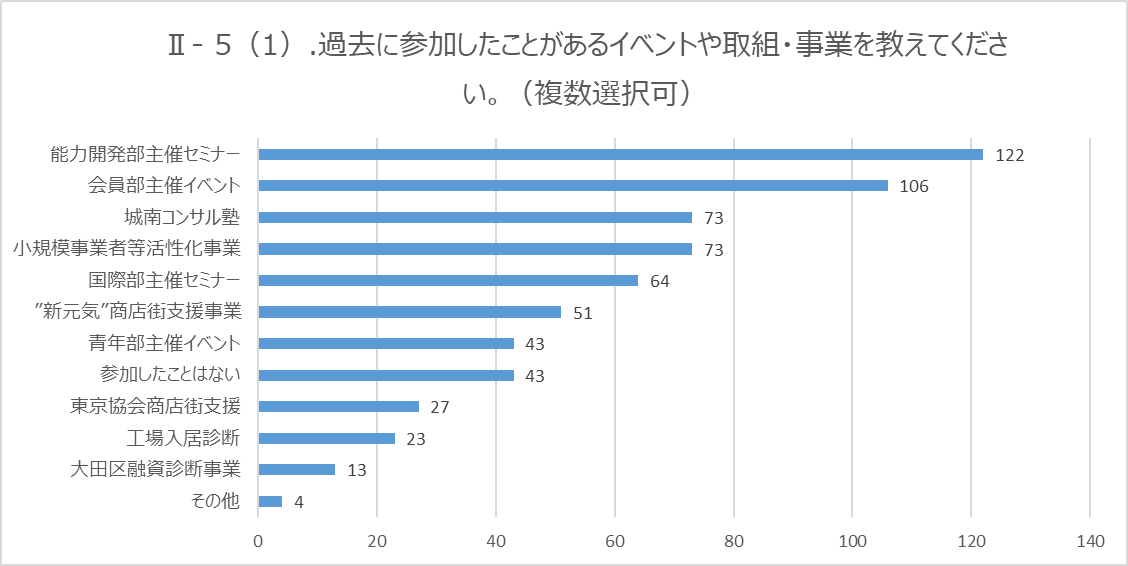 Ⅱ-５（1）.過去に参加したことがあるイベントや取組・事業を教えてくださ
い。（複数選択可）
能力開発部主催セミナー 122
会員部主催イベント 106
城南コンサル塾 73
小規模事業者等活性化事業 73
国際部主催セミナー 64
”新元気”商店街支援事業 51
青年部主催イベント 43
参加したことはない 43
東京協会商店街支援 27
工場入居診断 23
大田区融資診断事業 13
その他 4
0 20 40 60 80 100 120 140